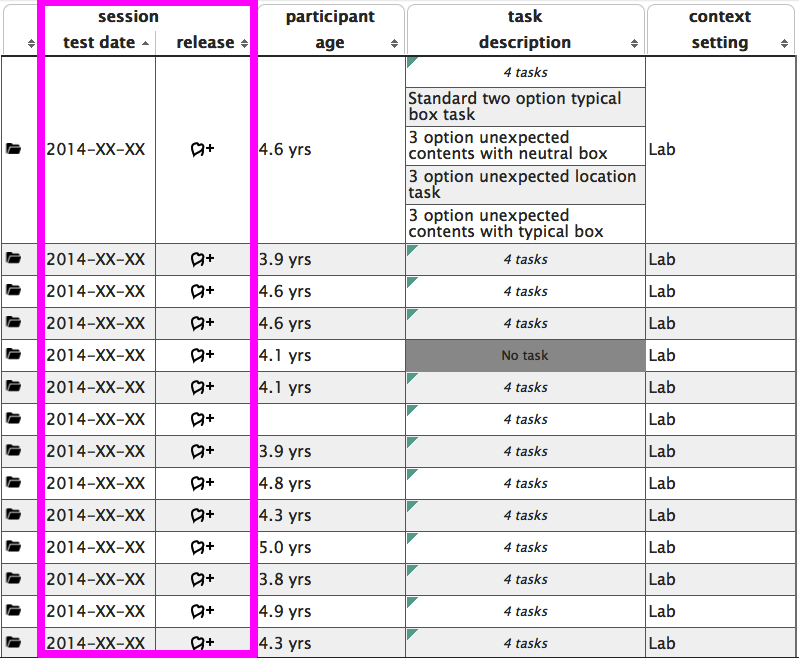 session participant task context
test date release age description setting
4 tasks
Standard two option typical
box task
3 option unexpected
contents with neutral box
2014-XX-XX + 4.6 yrs Lab
3 option unexpected location
task
3 option unexpected
contents with typical box
2014-XX-XX + 3.9 yrs 4 tasks Lab
2014-XX-XX + 4.6 yrs 4 tasks Lab
2014-XX-XX + 4.6 yrs 4 tasks Lab
2014-XX-XX + 4.1 yrs No task Lab
2014-XX-XX + 4.1 yrs 4 tasks Lab
2014-XX-XX + 4 tasks Lab
2014-XX-XX + 3.9 yrs 4 tasks Lab
2014-XX-XX + 4.8 yrs 4 tasks Lab
2014-XX-XX + 4.3 yrs 4 tasks Lab
2014-XX-XX + 5.0 yrs 4 tasks Lab
2014-XX-XX + 3.8 yrs 4 tasks Lab
2014-XX-XX + 4.9 yrs 4 tasks Lab
2014-XX-XX + 4.3 yrs 4 tasks Lab